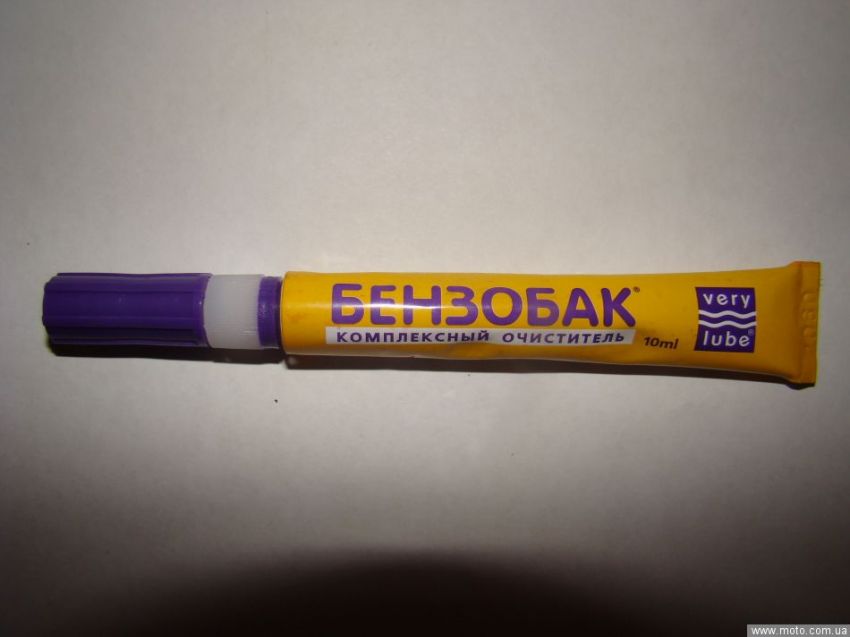 БЕНЗОБАК®
КОМПЛЕКСНЫЙ ОЧИСТИТЕЛЬ
10ml
very
lube®
www.moto.com.ua